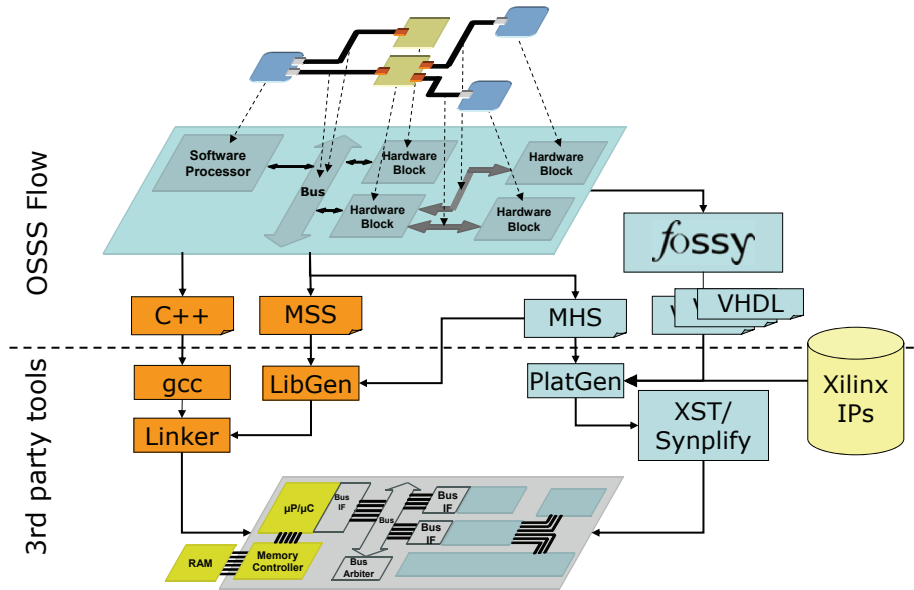 OSSS Flow
Software
Processor
Bus
Hardware
Block
Hardware
Block
Hardware
Block
Hardware
Block
fossy
C++
MSS
MHS
VHDL
3rd party tools
gcc
LibGen
PlatGen
Xilinx
IPs
Linker
XST/
Synplify
µP/µC
Bus
IF
Bus
Bus
IF
Bus
IF
RAM
Memory
Controller
Bus
Arbiter